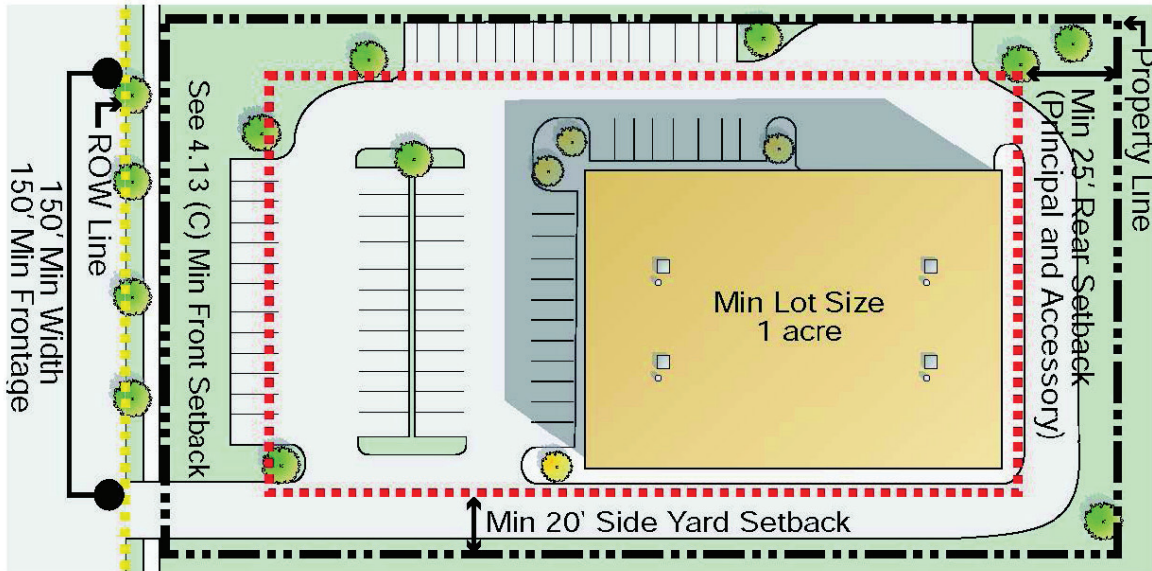 150' Min Width
150' Min Frontage
ROW Line
See 4.13 (C) Min Front Setback
Min Lot Size
1 acre
Min 20' Side Yard Setback
Min 25' Rear Setback
(Principal and Accessory)
Property Line